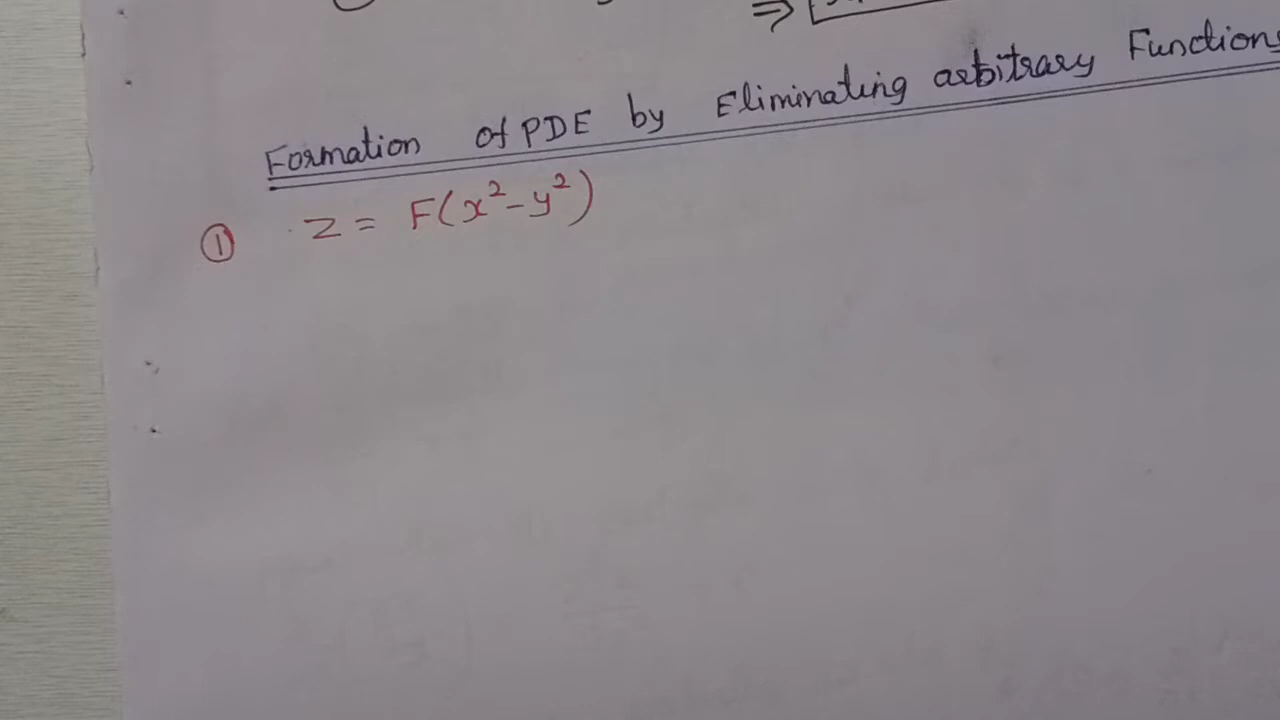 ⇒
Formation of PDE by Eliminating arbitrary Functions
① z = F(x²-y²)